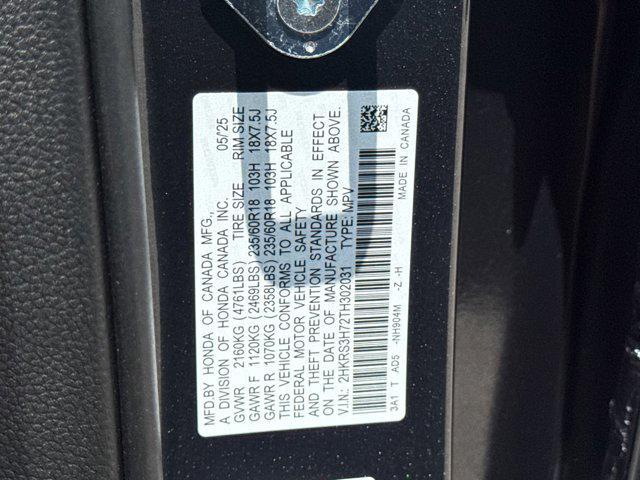 MFD.BY HONDA OF CANADA MFG.,
A DIVISION OF HONDA CANADA INC. 05/25
GVWR 2160KG (4761LBS) TIRE SIZE RIM SIZE
GAWR F 1120KG (2469LBS) 235/60R18 103H 18X7.5J
GAWR R 1070KG (2358LBS) 235/60R18 103H 18X7.5J
THIS VEHICLE CONFORMS TO ALL APPLICABLE
FEDERAL MOTOR VEHICLE SAFETY
AND THEFT PREVENTION STANDARDS IN EFFECT
ON THE DATE OF MANUFACTURE SHOWN ABOVE.
V.I.N.: 2HKRS3H72TH302031 TYPE: MPV
3A1 T AD5 -NH904M -Z -H
MADE IN CANADA